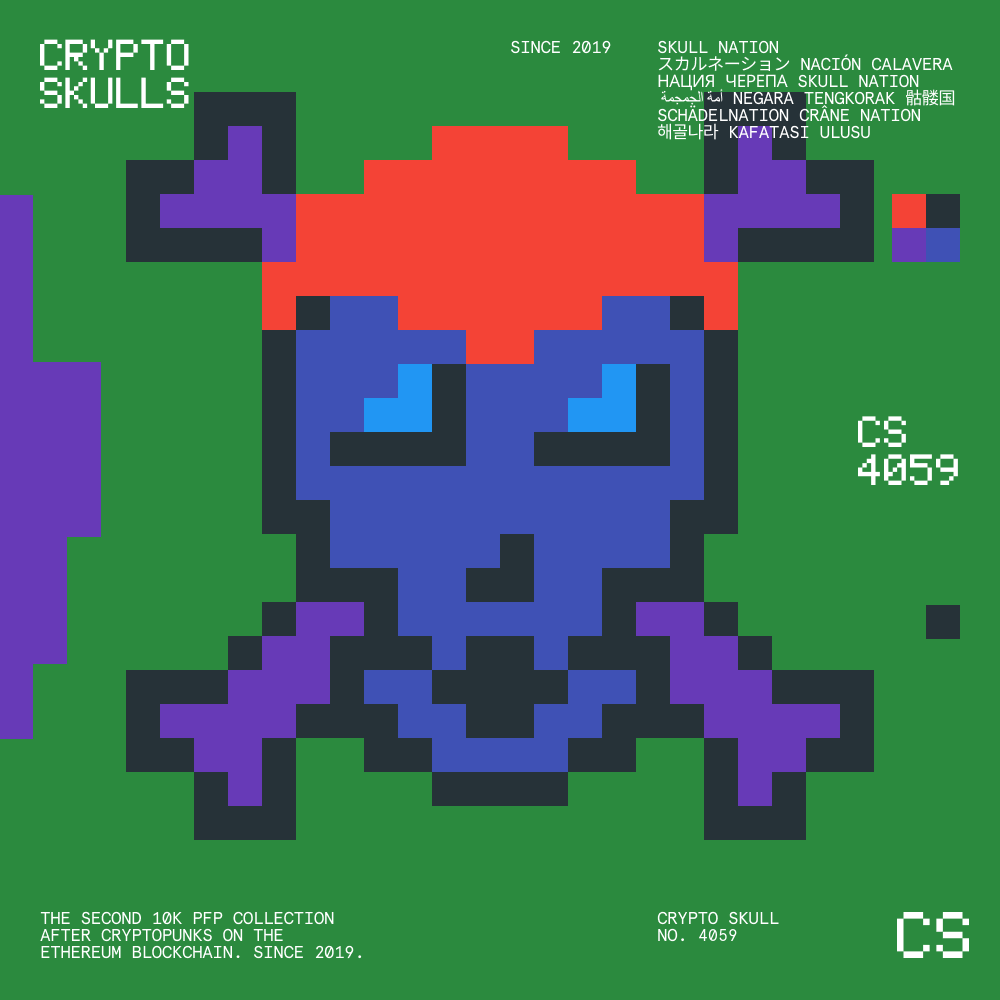 CRYPTO
SKULLS
SINCE 2019
SKULL NATION
スカルネーション NACIÓN CALAVERA
НАЦИЯ ЧЕРЕПА SKULL NATION
أمة الجمجمة NEGARA TENGKORAK 骷髅国
SCHÄDELNATION CRÂNE NATION
해골나라 KAFATASI ULUSU
CS
4059
THE SECOND 10K PFP COLLECTION
AFTER CRYPTOPUNKS ON THE
ETHEREUM BLOCKCHAIN. SINCE 2019.
CRYPTO SKULL
NO. 4059
CS